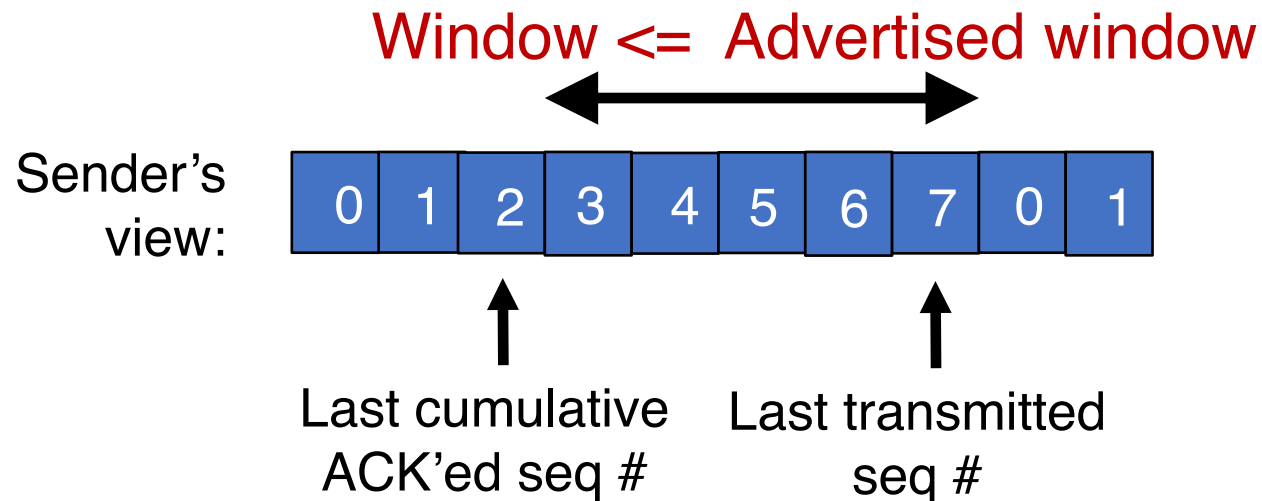 Window <= Advertised window
Sender's
view:
0 1 2 3 4 5 6 7 0 1
Last cumulative
ACK'ed seq #
Last transmitted
seq #